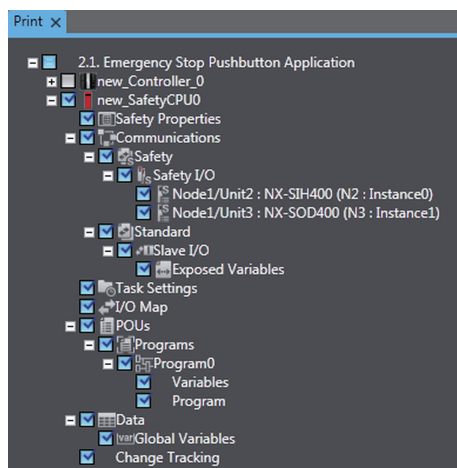 Print
2.1. Emergency Stop Pushbutton Application
new_Controller_0
new_SafetyCPU0
Safety Properties
Communications
Safety
Safety I/O
Node1/Unit2 : NX-SIH400 (N2 : Instance0)
Node1/Unit3 : NX-SOD400 (N3 : Instance1)
Standard
Slave I/O
Exposed Variables
Task Settings
I/O Map
POUs
Programs
Program0
Variables
Program
Data
Global Variables
Change Tracking